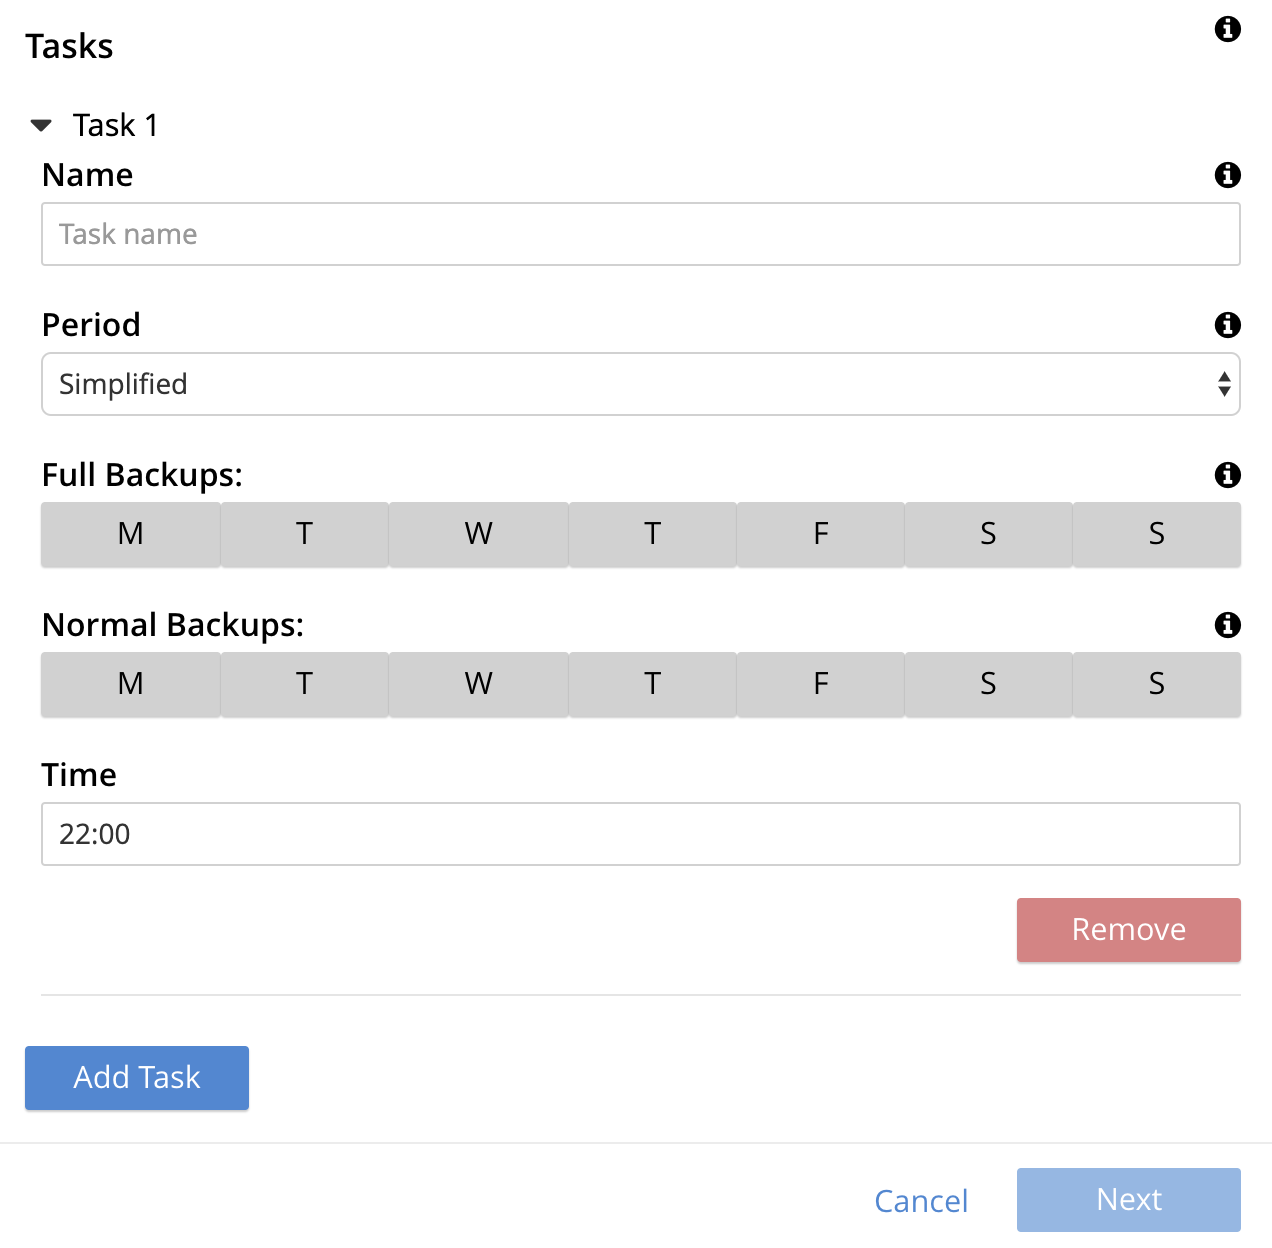 Tasks
Task 1
Name
Task name
Period
Simplified
Full Backups:
M T W T F S S
Normal Backups:
M T W T F S S
Time
22:00
Remove
Add Task
Cancel Next